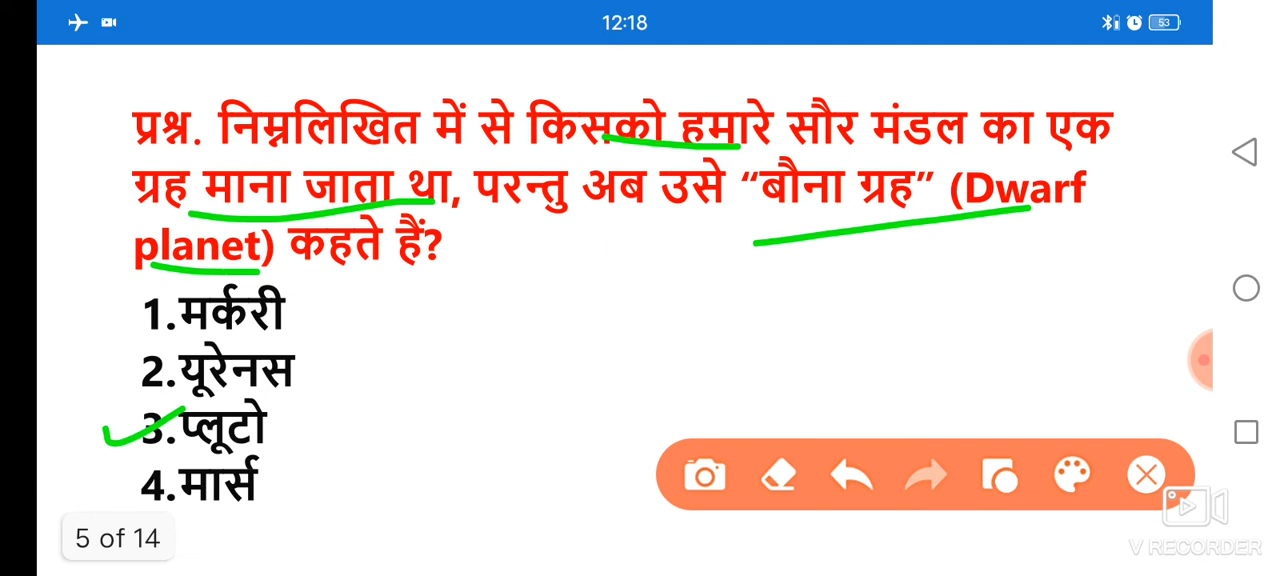 12:18
53
प्रश्न. निम्नलिखित में से किसको हमारे सौर मंडल का एक
ग्रह माना जाता था, परन्तु अब उसे “बौना ग्रह” (Dwarf
planet) कहते हैं?
1.मर्करी
2.यूरेनस
3.प्लूटो
4.मार्स
5 of 14
V RECORDER